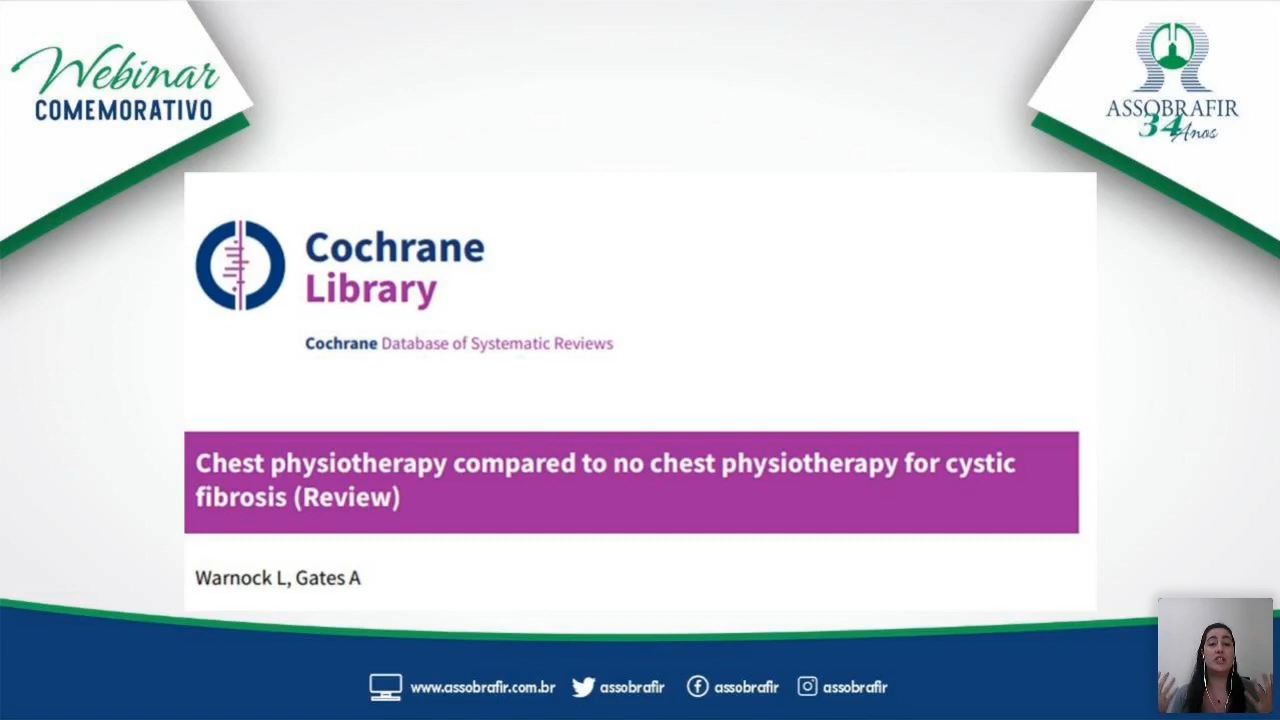 Webinar
COMEMORATIVO
ASSOBRAFIR
34 Anos
Cochrane
Library
Cochrane Database of Systematic Reviews
Chest physiotherapy compared to no chest physiotherapy for cystic
fibrosis (Review)
Warnock L, Gates A
www.assobrafir.com.br assobrafir assobrafir assobrafir